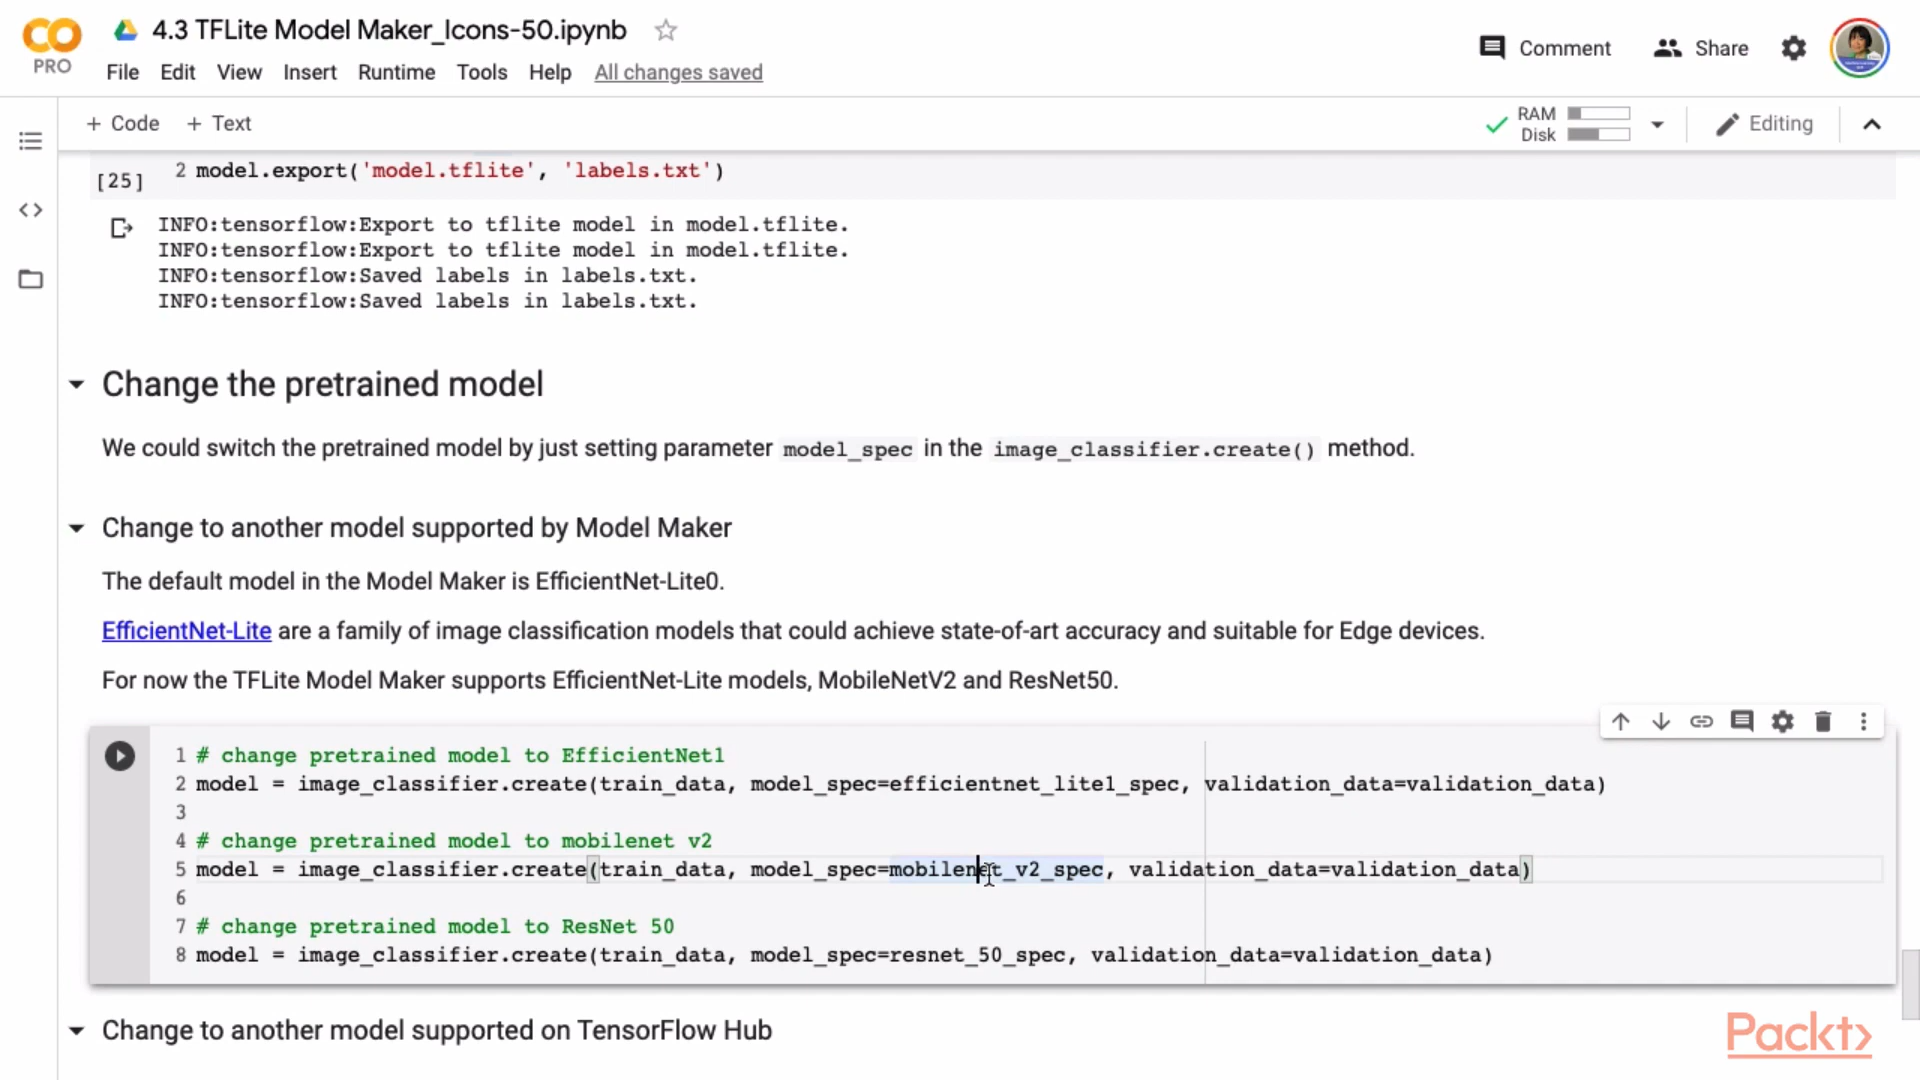 CO
PRO
4.3 TFLite Model Maker_Icons-50.ipynb
File Edit View Insert Runtime Tools Help All changes saved
Comment
Share
+ Code + Text
RAM
Disk
Editing
[25]
2 model.export('model.tflite', 'labels.txt')
INFO:tensorflow:Export to tflite model in model.tflite.
INFO:tensorflow:Export to tflite model in model.tflite.
INFO:tensorflow:Saved labels in labels.txt.
INFO:tensorflow:Saved labels in labels.txt.
Change the pretrained model
We could switch the pretrained model by just setting parameter model_spec in the image_classifier.create() method.
Change to another model supported by Model Maker
The default model in the Model Maker is EfficientNet-Lite0.
EfficientNet-Lite are a family of image classification models that could achieve state-of-art accuracy and suitable for Edge devices.
For now the TFLite Model Maker supports EfficientNet-Lite models, MobileNetV2 and ResNet50.
1 # change pretrained model to EfficientNet1
2 model = image_classifier.create(train_data, model_spec=efficientnet_lite1_spec, validation_data=validation_data)
3
4 # change pretrained model to mobilenet v2
5 model = image_classifier.create(train_data, model_spec=mobilenet_v2_spec, validation_data=validation_data)
6
7 # change pretrained model to ResNet 50
8 model = image_classifier.create(train_data, model_spec=resnet_50_spec, validation_data=validation_data)
Change to another model supported on TensorFlow Hub
Packt>